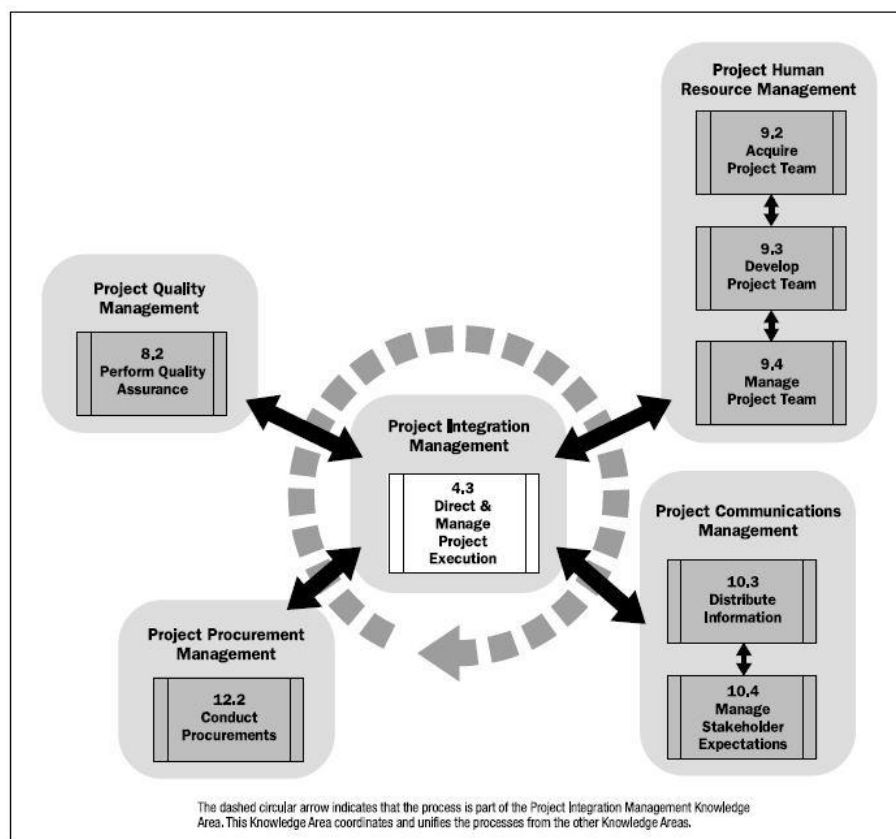 Project Human
Resource Management
9.2
Acquire
Project Team
9.3
Develop
Project Team
9.4
Manage
Project Team
Project Quality
Management
8.2
Perform Quality
Assurance
Project Integration
Management
4.3
Direct &
Manage
Project
Execution
Project Communications
Management
10.3
Distribute
Information
10.4
Manage
Stakeholder
Expectations
Project Procurement
Management
12.2
Conduct
Procurements
The dashed circular arrow indicates that the process is part of the Project Integration Management Knowledge
Area. This Knowledge Area coordinates and unifies the processes from the other Knowledge Areas.